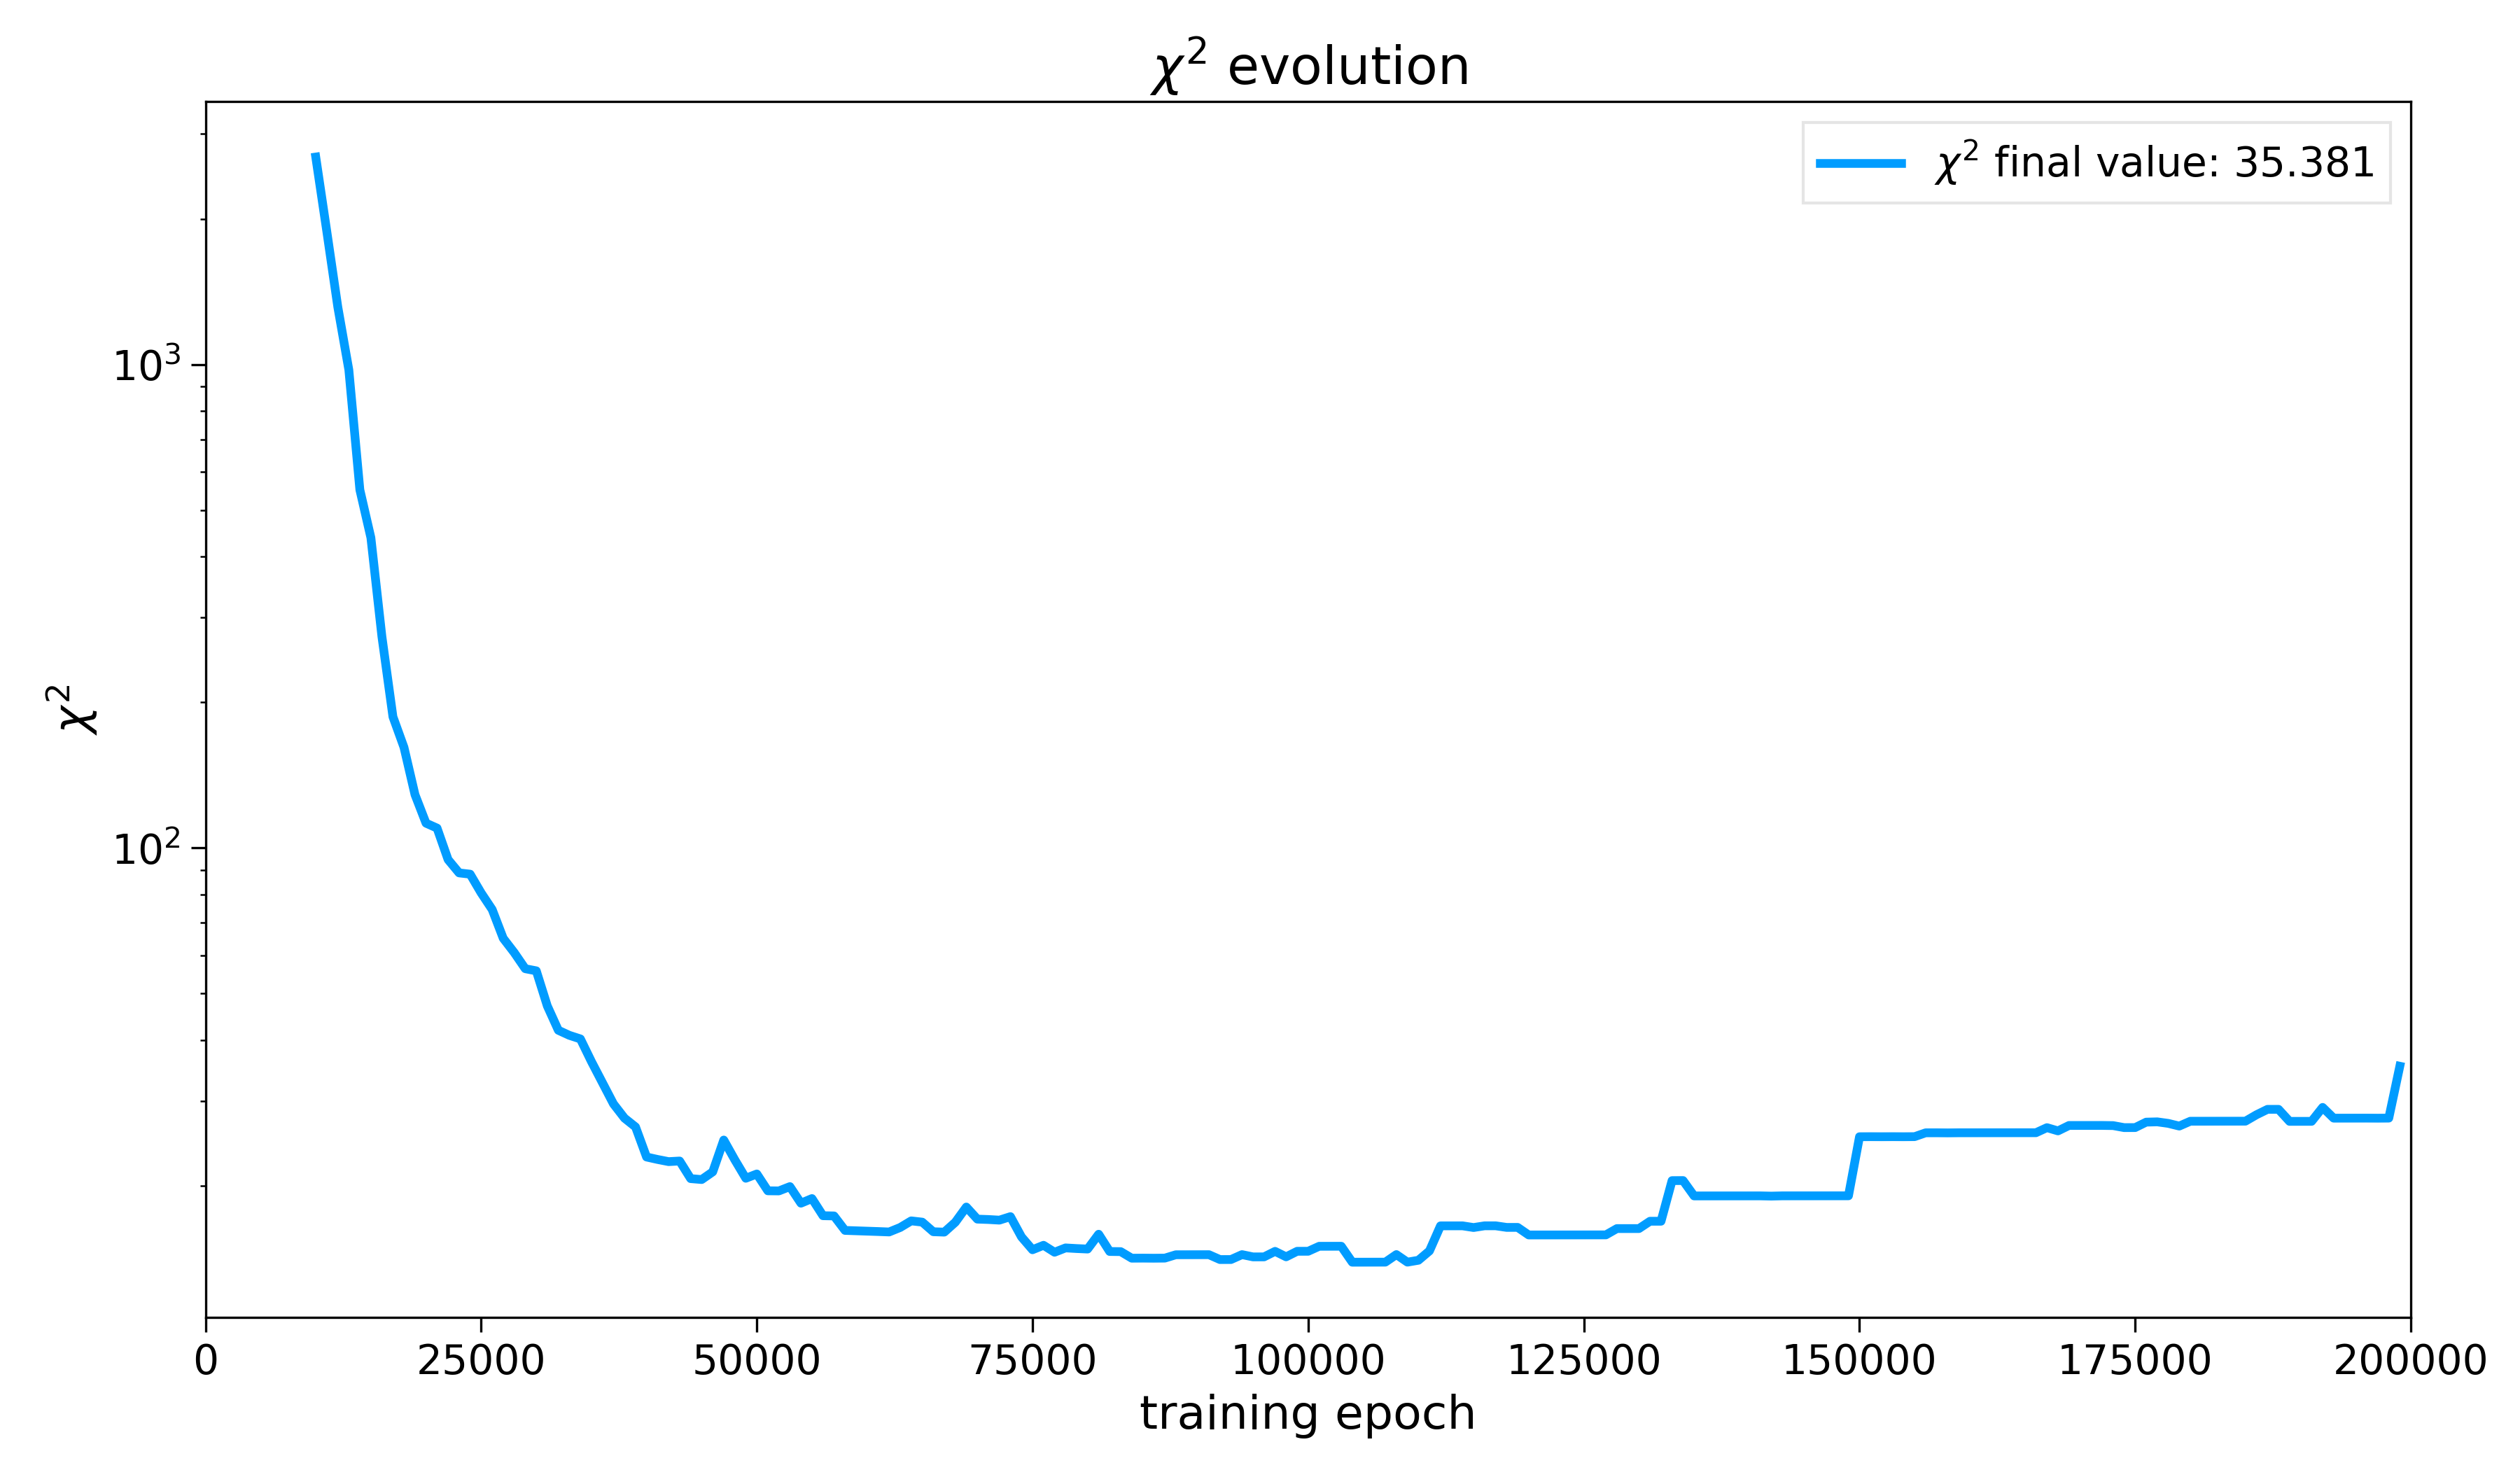 χ² evolution
χ² final value: 35.381
10³
10²
χ²
0 25000 50000 75000 100000 125000 150000 175000 200000
training epoch